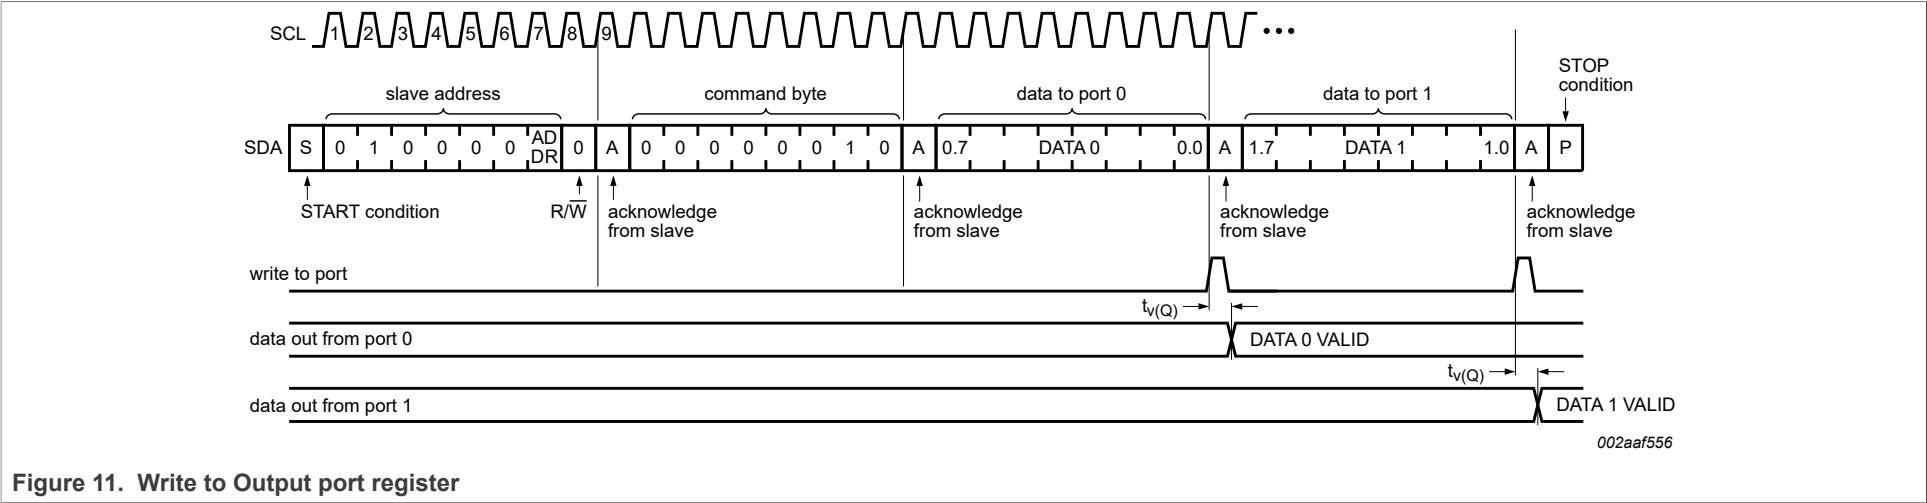 SCL 1 2 3 4 5 6 7 8 9 •••
STOP
condition
slave address command byte data to port 0 data to port 1
SDA S 0 1 0 0 0 0 AD DR 0 A 0 0 0 0 0 0 1 0 A 0.7 DATA 0 0.0 A 1.7 DATA 1 1.0 A P
START condition R/W̅ acknowledge from slave acknowledge from slave acknowledge from slave acknowledge from slave
write to port
tv(Q)
data out from port 0 DATA 0 VALID
tv(Q)
data out from port 1 DATA 1 VALID
002aaf556
Figure 11. Write to Output port register